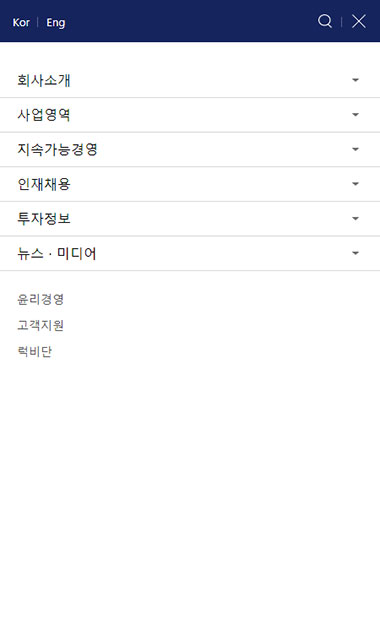 Kor | Eng
회사소개
사업영역
지속가능경영
인재채용
투자정보
뉴스 · 미디어
윤리경영
고객지원
럭비단